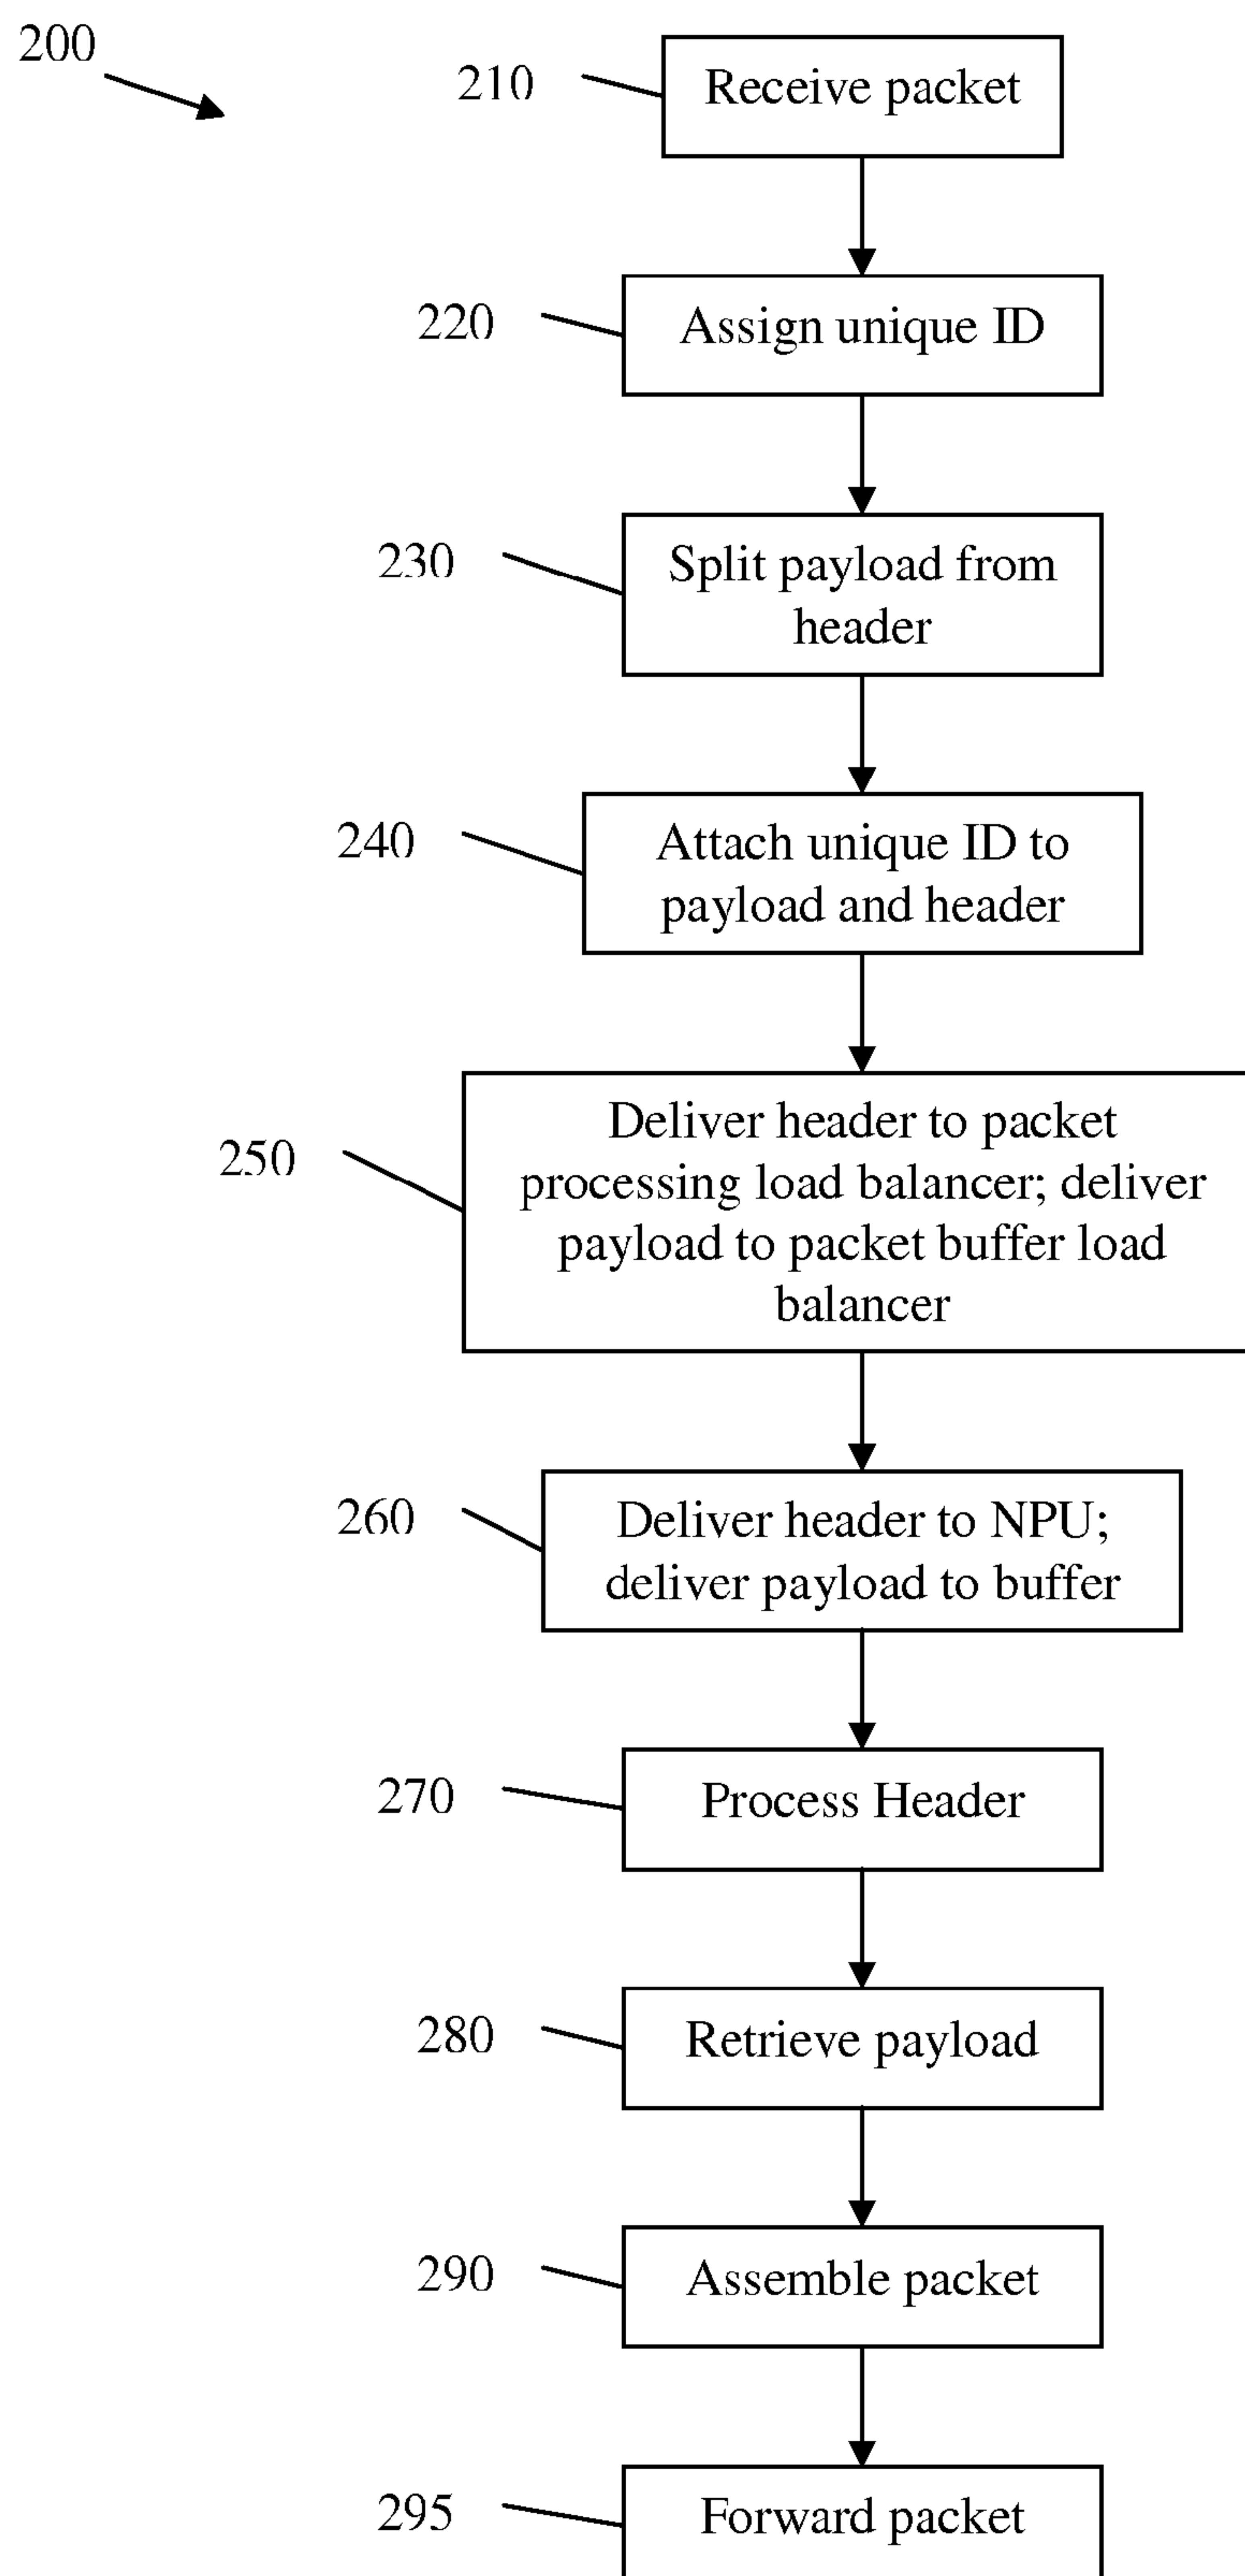 200
210
Receive packet
220
Assign unique ID
230
Split payload from
header
240
Attach unique ID to
payload and header
250
Deliver header to packet
processing load balancer; deliver
payload to packet buffer load
balancer
260
Deliver header to NPU;
deliver payload to buffer
270
Process Header
280
Retrieve payload
290
Assemble packet
295
Forward packet